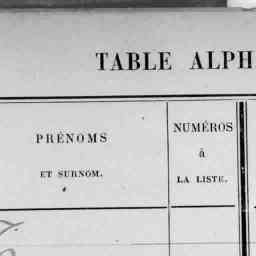 TABLE ALPH
PRÉNOMS
ET SURNOM.
NUMÉROS
à
LA LISTE.